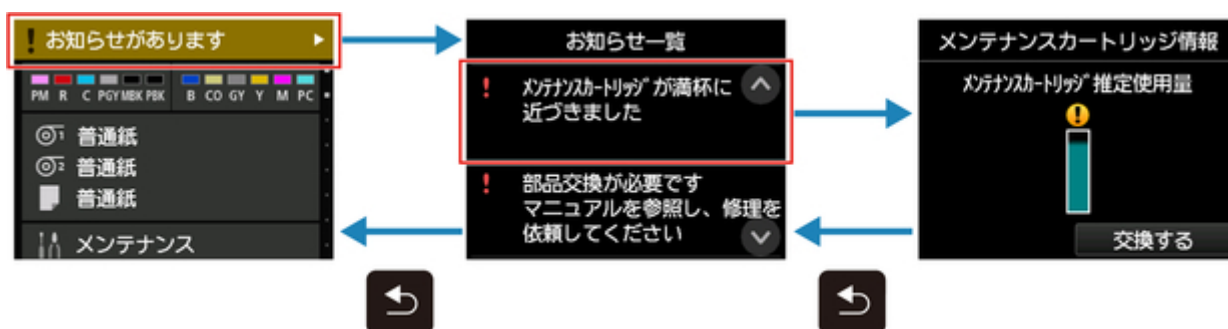 ! お知らせがあります
PM R C PGY MBK PBK B CO GY Y M PC
1 普通紙
2 普通紙
普通紙
メンテナンス
お知らせ一覧
! ﾒﾝﾃﾅﾝｽｶｰﾄﾘｯｼﾞが満杯に
近づきました
! 部品交換が必要です
マニュアルを参照し、修理を
依頼してください
メンテナンスカートリッジ情報
ﾒﾝﾃﾅﾝｽｶｰﾄﾘｯｼﾞ推定使用量
!
交換する